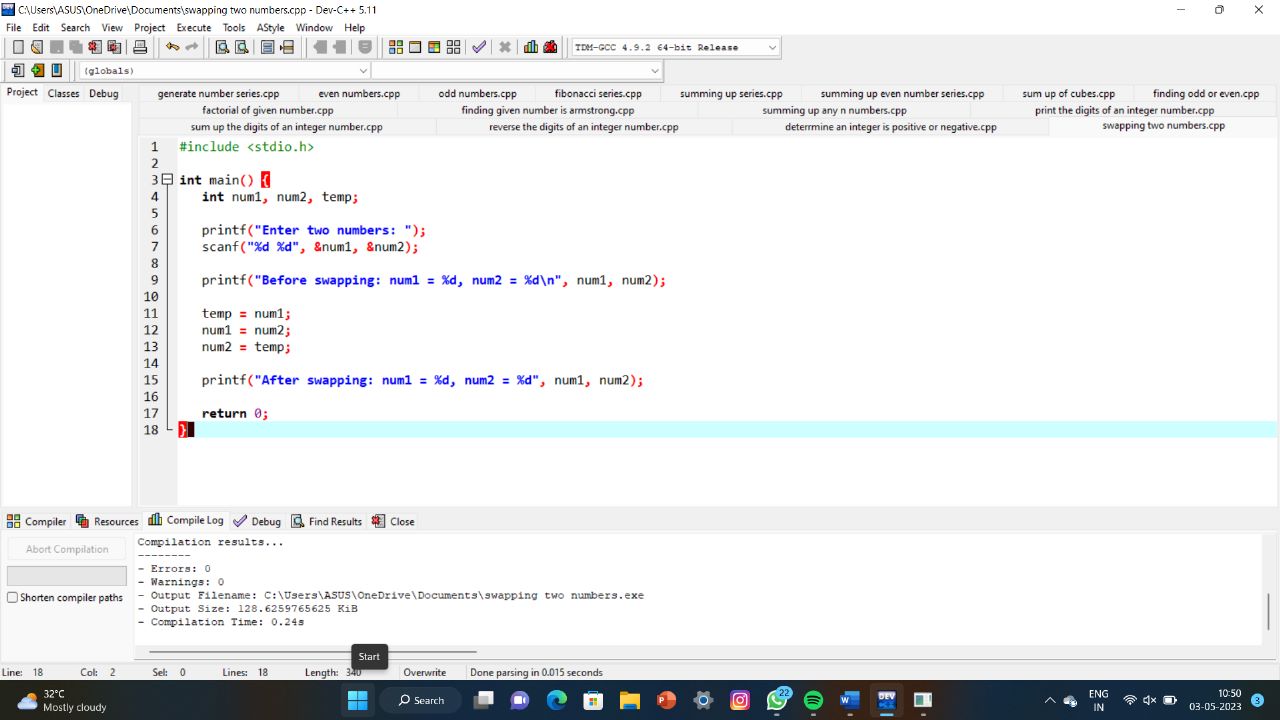 C:\Users\ASUS\OneDrive\Documents\swapping two numbers.cpp - Dev-C++ 5.11
File Edit Search View Project Execute Tools AStyle Window Help
TDM-GCC 4.9.2 64-bit Release
(globals)
Project Classes Debug
generate number series.cpp even numbers.cpp odd numbers.cpp fibonacci series.cpp summing up series.cpp summing up even number series.cpp sum up of cubes.cpp finding odd or even.cpp
factorial of given number.cpp finding given number is armstrong.cpp summing up any n numbers.cpp print the digits of an integer number.cpp
sum up the digits of an integer number.cpp reverse the digits of an integer number.cpp deterrmine an integer is positive or negative.cpp swapping two numbers.cpp
1 #include <stdio.h>
2
3 int main() {
4 int num1, num2, temp;
5
6 printf("Enter two numbers: ");
7 scanf("%d %d", &num1, &num2);
8
9 printf("Before swapping: num1 = %d, num2 = %d\n", num1, num2);
10
11 temp = num1;
12 num1 = num2;
13 num2 = temp;
14
15 printf("After swapping: num1 = %d, num2 = %d", num1, num2);
16
17 return 0;
18 }
Compiler Resources Compile Log Debug Find Results Close
Abort Compilation
Shorten compiler paths
Compilation results...
--------
- Errors: 0
- Warnings: 0
- Output Filename: C:\Users\ASUS\OneDrive\Documents\swapping two numbers.exe
- Output Size: 128.6259765625 KiB
- Compilation Time: 0.24s
Start
Line: 18 Col: 2 Sel: 0 Lines: 18 Length: 340 Overwrite Done parsing in 0.015 seconds
32°C
Mostly cloudy
Search
22
DEV
ENG
IN
10:50
03-05-2023
3